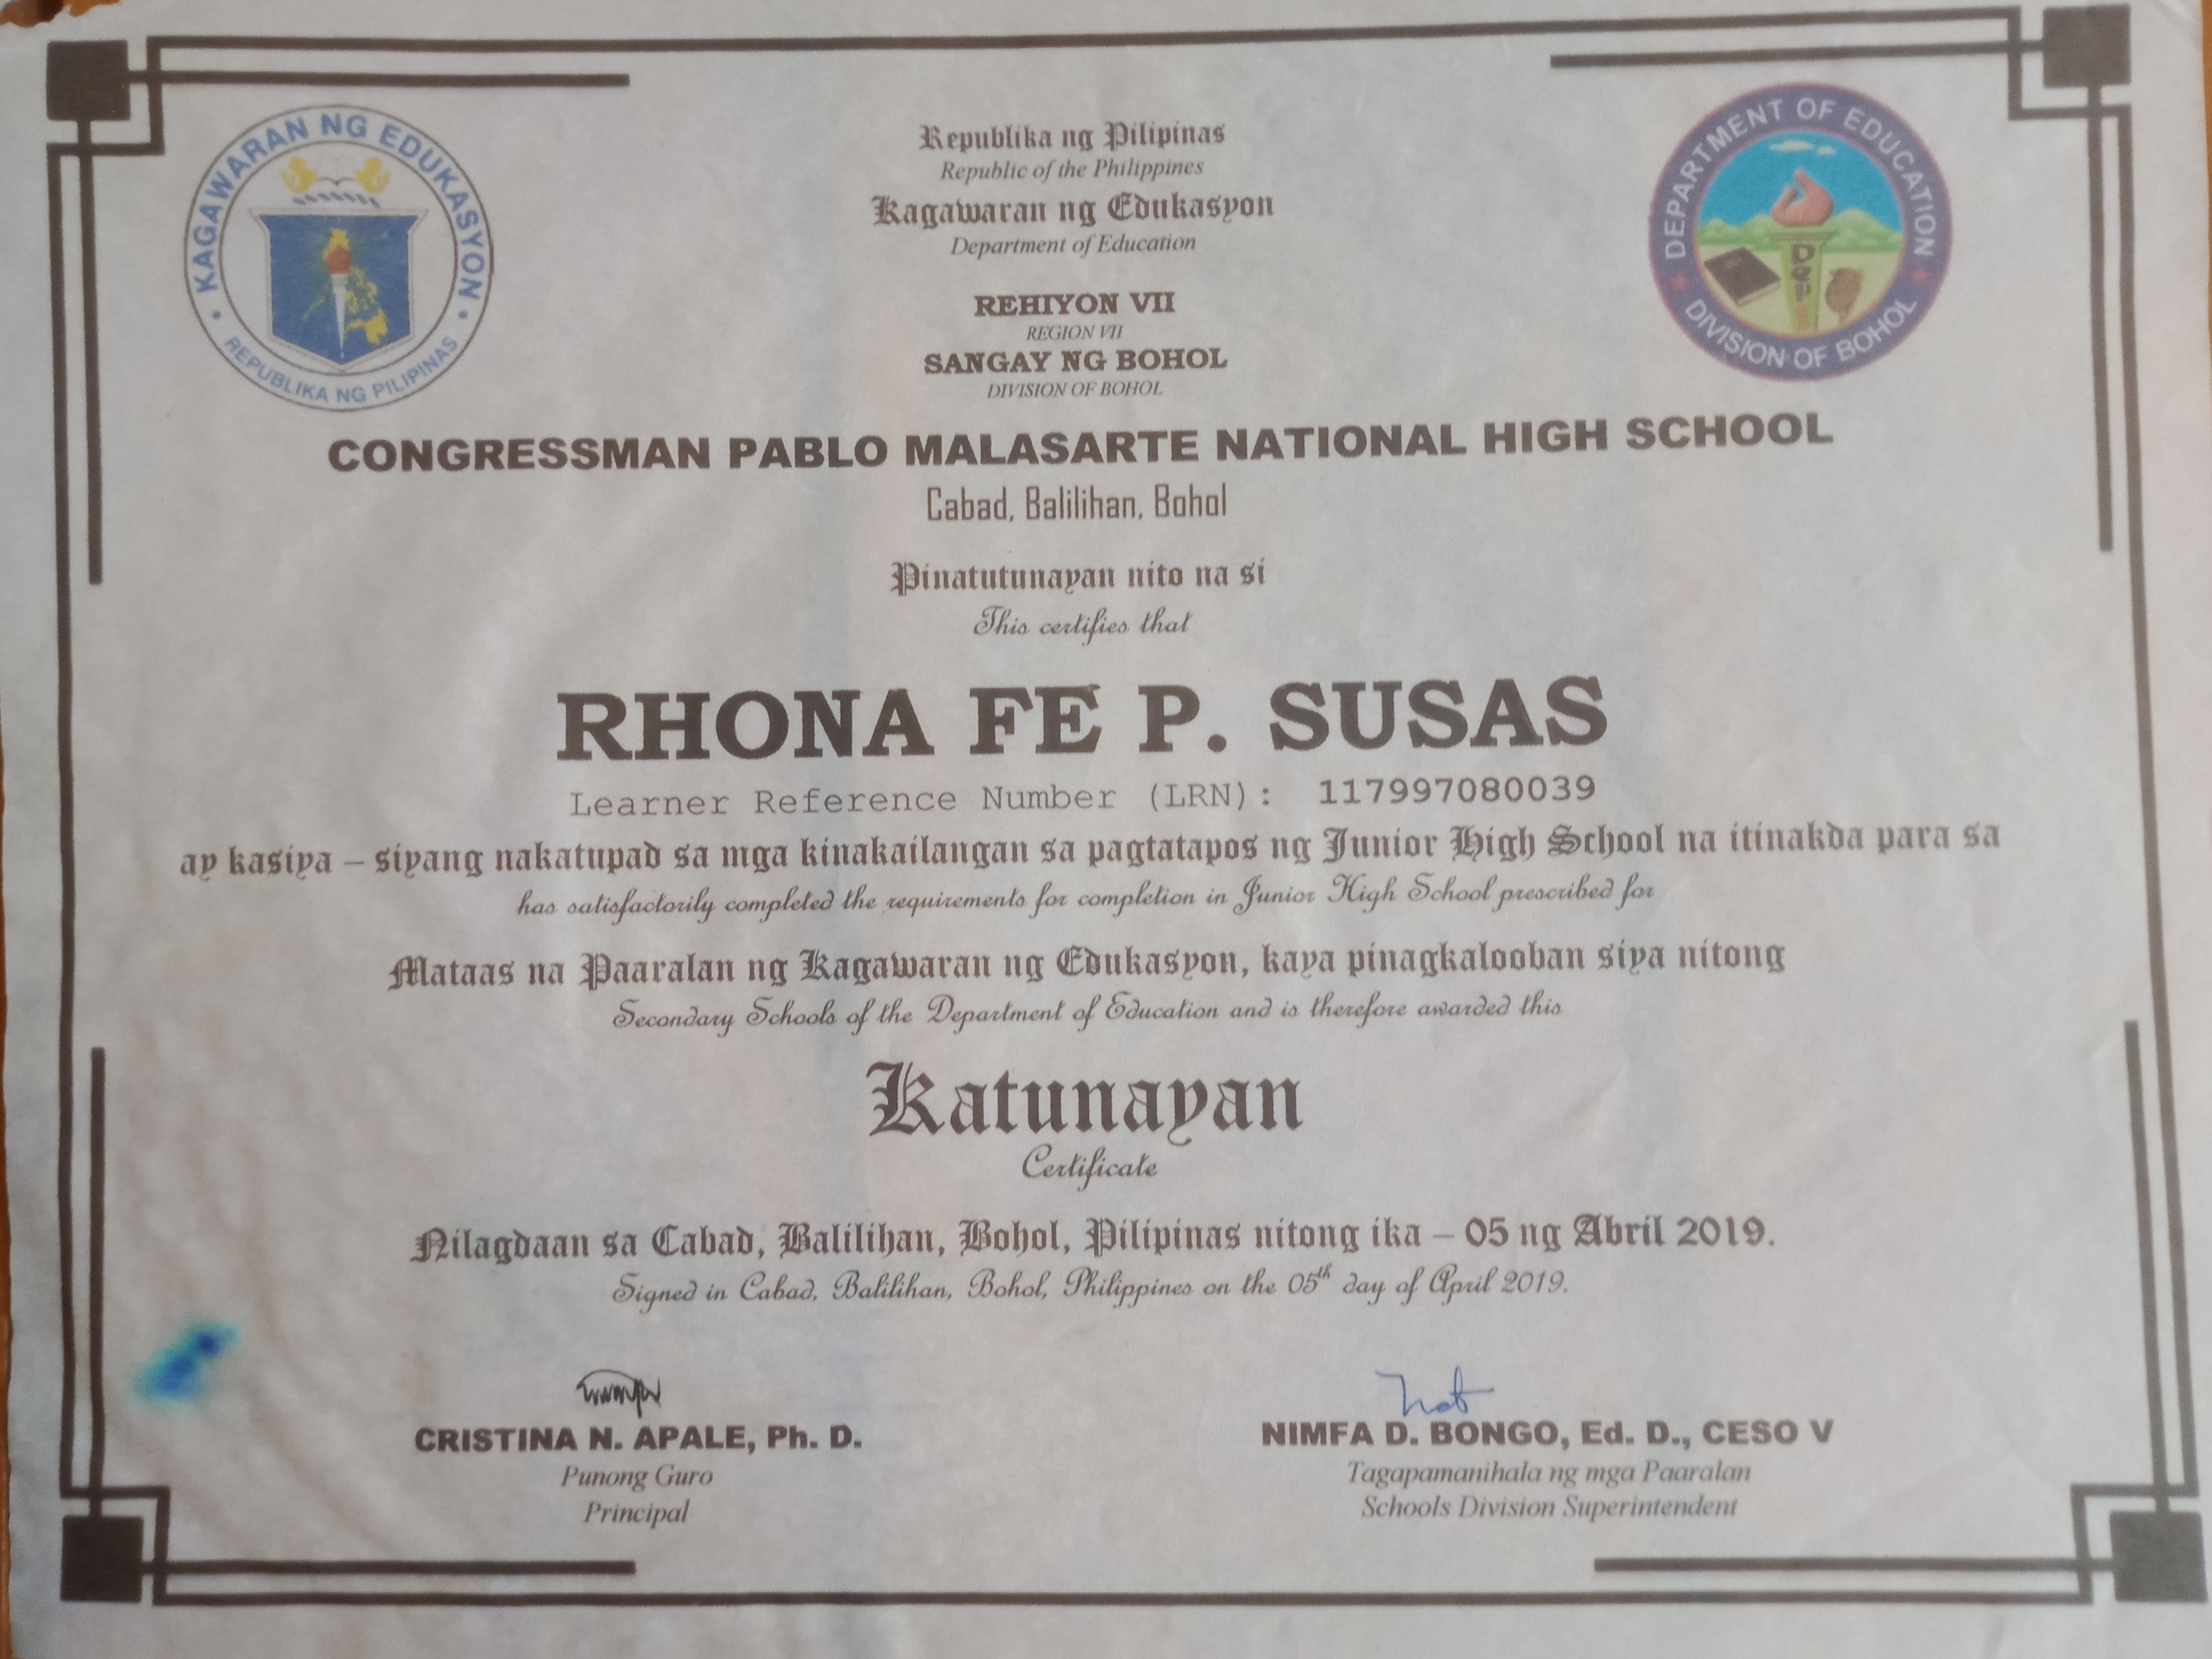 KAGAWARAN NG EDUKASYON
REPUBLIKA NG PILIPINAS
DEPARTMENT OF EDUCATION
DIVISION OF BOHOL
Republika ng Pilipinas
Republic of the Philippines
Kagawaran ng Edukasyon
Department of Education
REHIYON VII
REGION VII
SANGAY NG BOHOL
DIVISION OF BOHOL
CONGRESSMAN PABLO MALASARTE NATIONAL HIGH SCHOOL
Cabad, Balilihan, Bohol
Pinatutunayan nito na si
This certifies that
RHONA FE P. SUSAS
Learner Reference Number (LRN): 117997080039
ay kasiya – siyang nakatupad sa mga kinakailangan sa pagtatapos ng Junior High School na itinakda para sa
has satisfactorily completed the requirements for completion in Junior High School prescribed for
Mataas na Paaralan ng Kagawaran ng Edukasyon, kaya pinagkalooban siya nitong
Secondary Schools of the Department of Education and is therefore awarded this
Katunayan
Certificate
Nilagdaan sa Cabad, Balilihan, Bohol, Pilipinas nitong ika – 05 ng Abril 2019.
Signed in Cabad, Balilihan, Bohol, Philippines on the 05th day of April 2019.
CRISTINA N. APALE, Ph. D.
Punong Guro
Principal
NIMFA D. BONGO, Ed. D., CESO V
Tagapamanihala ng mga Paaralan
Schools Division Superintendent